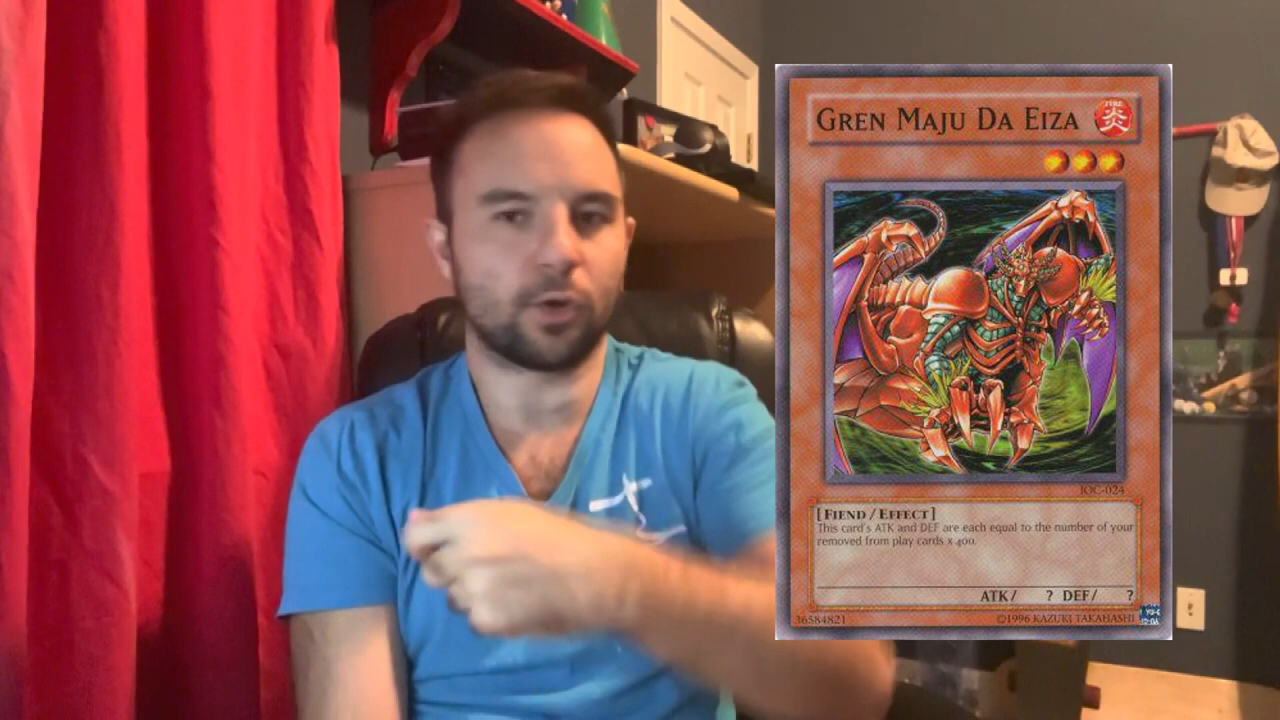 GREN MAJU DA EIZA
FIRE
炎
IOC-024
[FIEND / EFFECT]
This card's ATK and DEF are each equal to the number of your
removed from play cards x 400.
ATK/ ? DEF/ ?
36584821
©1996 KAZUKI TAKAHASHI